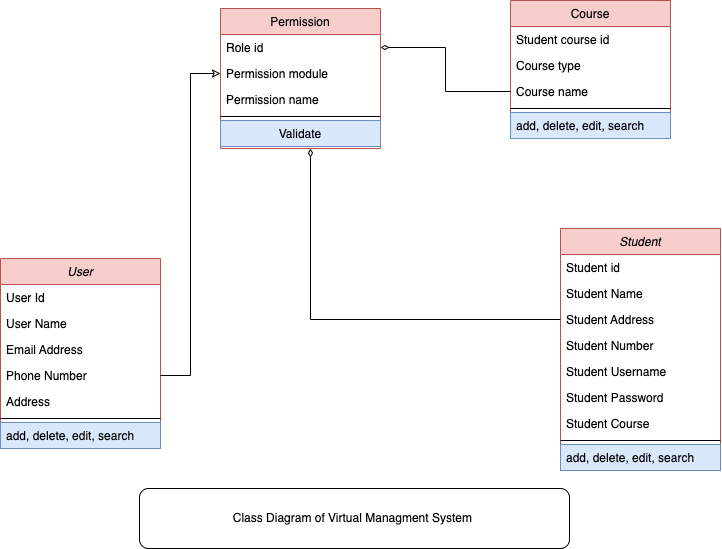 Permission
Role id
Permission module
Permission name
Validate
Course
Student course id
Course type
Course name
add, delete, edit, search
User
User Id
User Name
Email Address
Phone Number
Address
add, delete, edit, search
Student
Student id
Student Name
Student Address
Student Number
Student Username
Student Password
Student Course
add, delete, edit, search
Class Diagram of Virtual Managment System